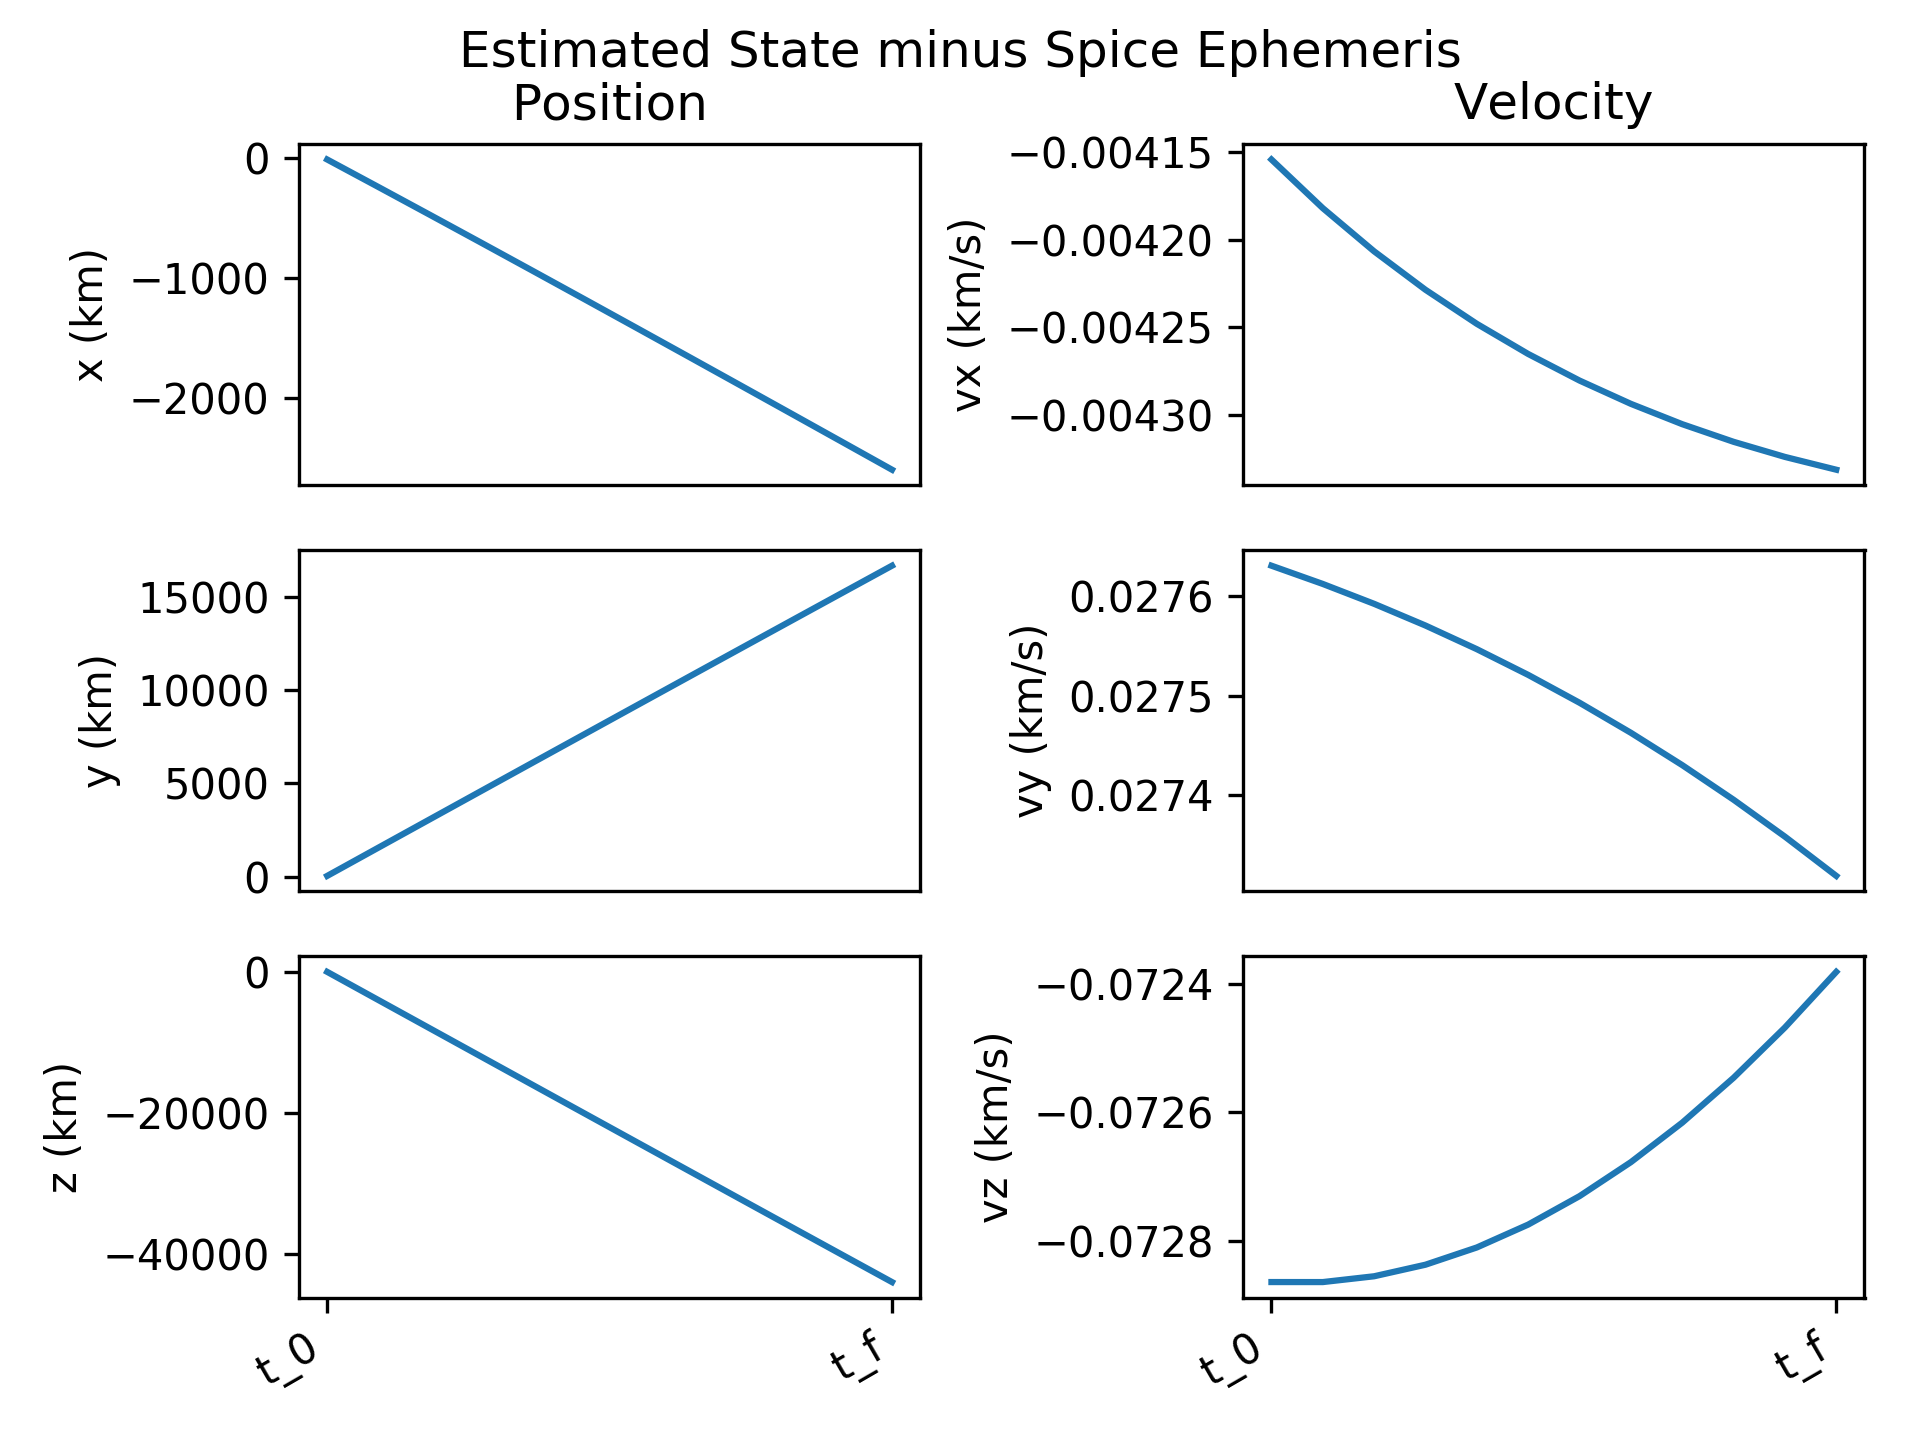 Estimated State minus Spice Ephemeris
Position
Velocity
x (km)
0
−1000
−2000
vx (km/s)
−0.00415
−0.00420
−0.00425
−0.00430
y (km)
15000
10000
5000
0
vy (km/s)
0.0276
0.0275
0.0274
z (km)
0
−20000
−40000
vz (km/s)
−0.0724
−0.0726
−0.0728
t_0
t_f
t_0
t_f